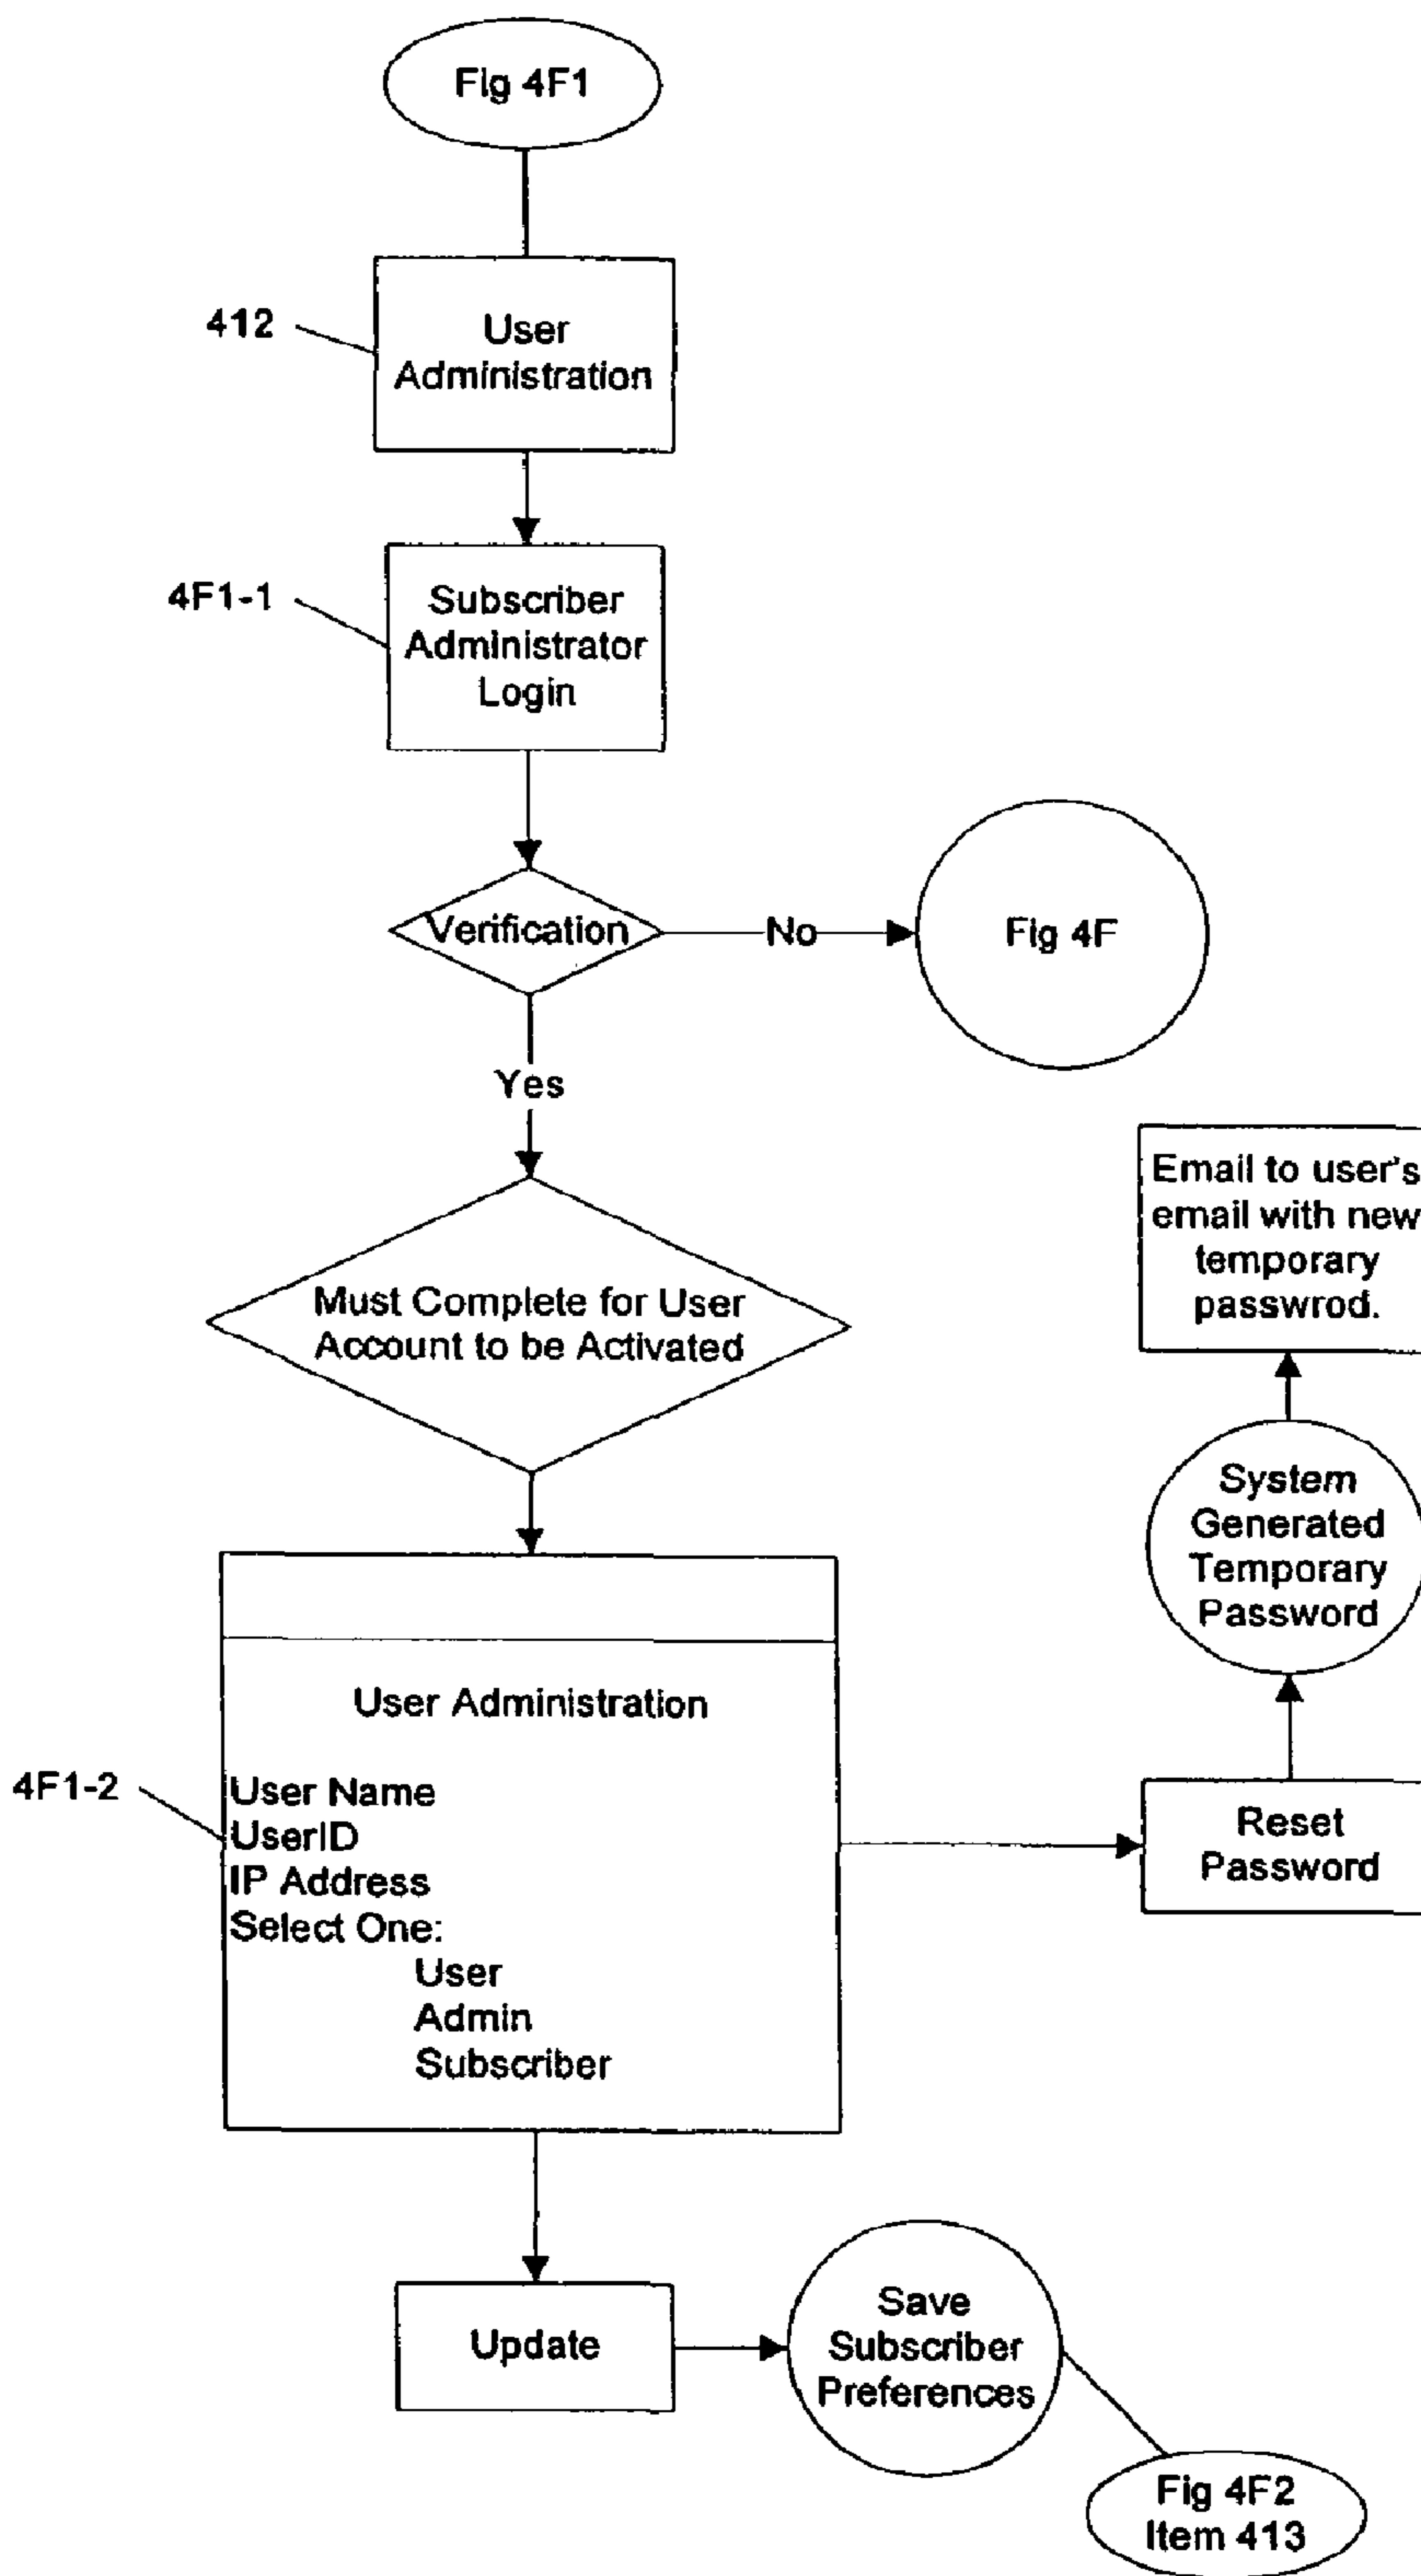 Fig 4F1
412
User
Administration
4F1-1
Subscriber
Administrator
Login
Verification
No
Fig 4F
Yes
Must Complete for User
Account to be Activated
Email to user's
email with new
temporary
passwrod.
System
Generated
Temporary
Password
User Administration
4F1-2
User Name
UserID
IP Address
Select One:
User
Admin
Subscriber
Reset
Password
Update
Save
Subscriber
Preferences
Fig 4F2
Item 413